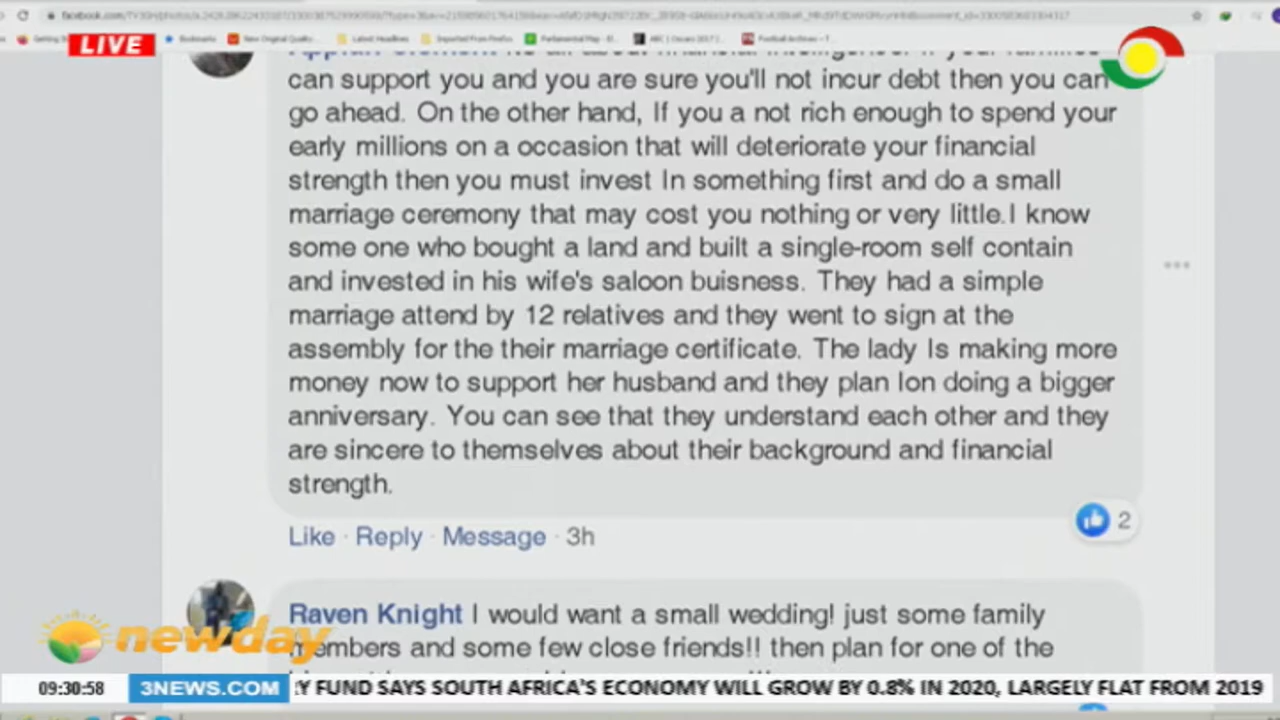 LIVE
can support you and you are sure you'll not incur debt then you can
go ahead. On the other hand, If you a not rich enough to spend your
early millions on a occasion that will deteriorate your financial
strength then you must invest In something first and do a small
marriage ceremony that may cost you nothing or very little.I know
some one who bought a land and built a single-room self contain
and invested in his wife's saloon buisness. They had a simple
marriage attend by 12 relatives and they went to sign at the
assembly for the their marriage certificate. The lady Is making more
money now to support her husband and they plan Ion doing a bigger
anniversary. You can see that they understand each other and they
are sincere to themselves about their background and financial
strength.
2
Like · Reply · Message · 3h
Raven Knight I would want a small wedding! just some family
members and some few close friends!! then plan for one of the
newday
09:30:58 3NEWS.COM Y FUND SAYS SOUTH AFRICA'S ECONOMY WILL GROW BY 0.8% IN 2020, LARGELY FLAT FROM 2019